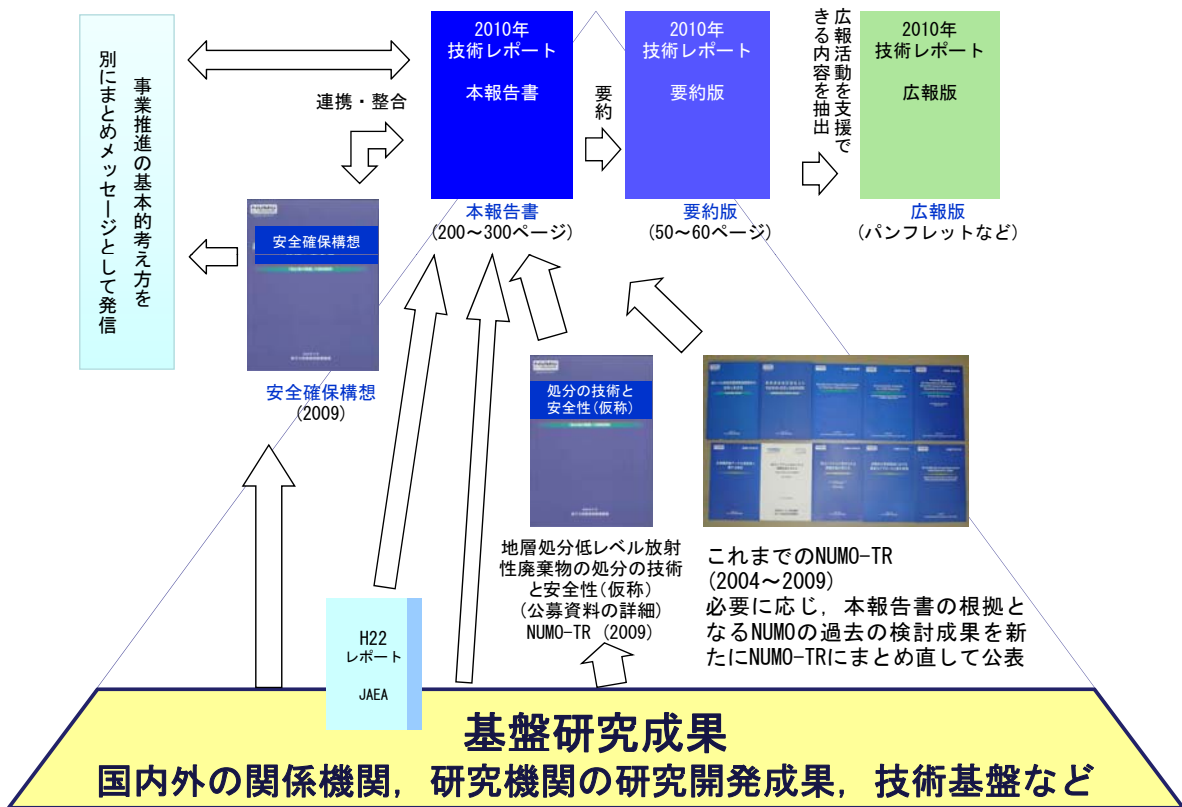 事業推進の基本的考え方を
別にまとめメッセージとして発信
連携・整合
2010年
技術レポート
本報告書
要約
2010年
技術レポート
要約版
広報活動を支援で
きる内容を抽出
2010年
技術レポート
広報版
本報告書
(200~300ページ)
要約版
(50~60ページ)
広報版
(パンフレットなど)
安全確保構想
安全確保構想
(2009)
処分の技術と
安全性(仮称)
地層処分低レベル放射
性廃棄物の処分の技術
と安全性(仮称)
(公募資料の詳細)
NUMO-TR (2009)
これまでのNUMO-TR
(2004~2009)
必要に応じ,本報告書の根拠と
なるNUMOの過去の検討成果を新
たにNUMO-TRにまとめ直して公表
H22
レポート
JAEA
基盤研究成果
国内外の関係機関,研究機関の研究開発成果,技術基盤など